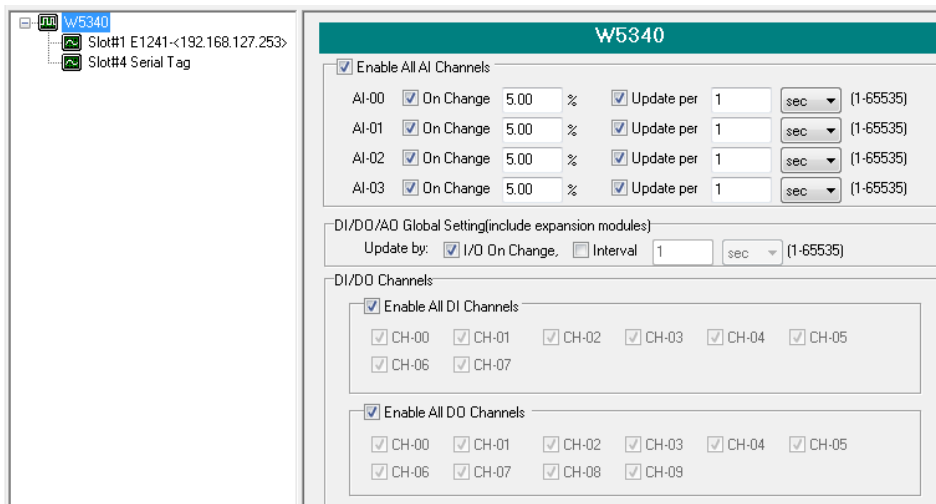 W5340
Slot#1 E1241-<192.168.127.253>
Slot#4 Serial Tag
W5340
Enable All AI Channels
AI-00 On Change 5.00 % Update per 1 sec (1-65535)
AI-01 On Change 5.00 % Update per 1 sec (1-65535)
AI-02 On Change 5.00 % Update per 1 sec (1-65535)
AI-03 On Change 5.00 % Update per 1 sec (1-65535)
DI/DO/AO Global Setting(include expansion modules)
Update by: I/O On Change, Interval 1 sec (1-65535)
DI/DO Channels
Enable All DI Channels
CH-00 CH-01 CH-02 CH-03 CH-04 CH-05
CH-06 CH-07
Enable All DO Channels
CH-00 CH-01 CH-02 CH-03 CH-04 CH-05
CH-06 CH-07 CH-08 CH-09